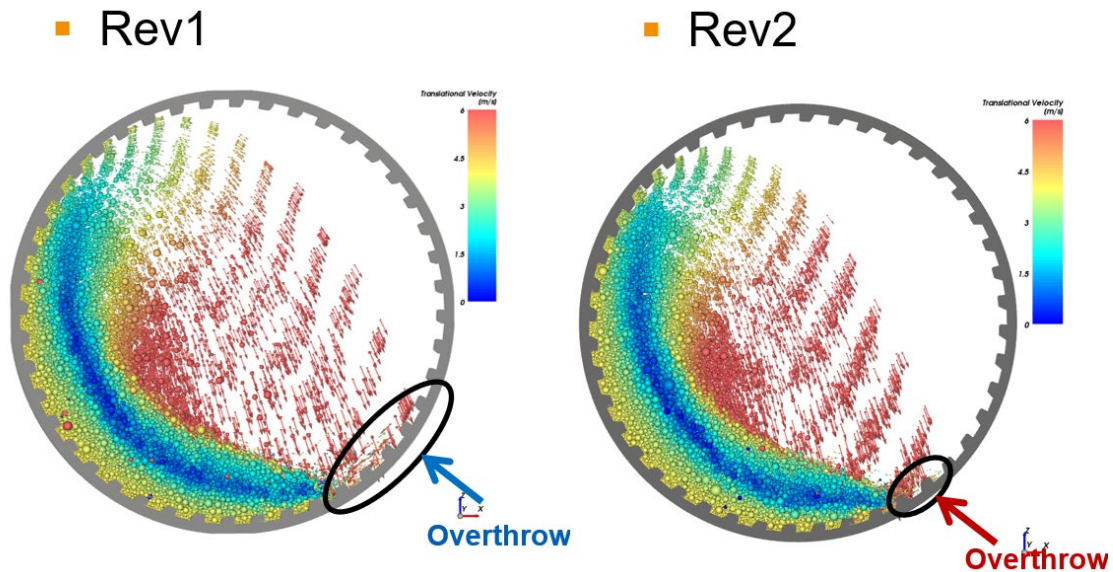 Rev1
Rev2
Translational Velocity
(m/s)
6
4.5
3
1.5
0
Translational Velocity
(m/s)
6
4.5
3
1.5
0
Z
Y X
Overthrow
Z
Y X
Overthrow